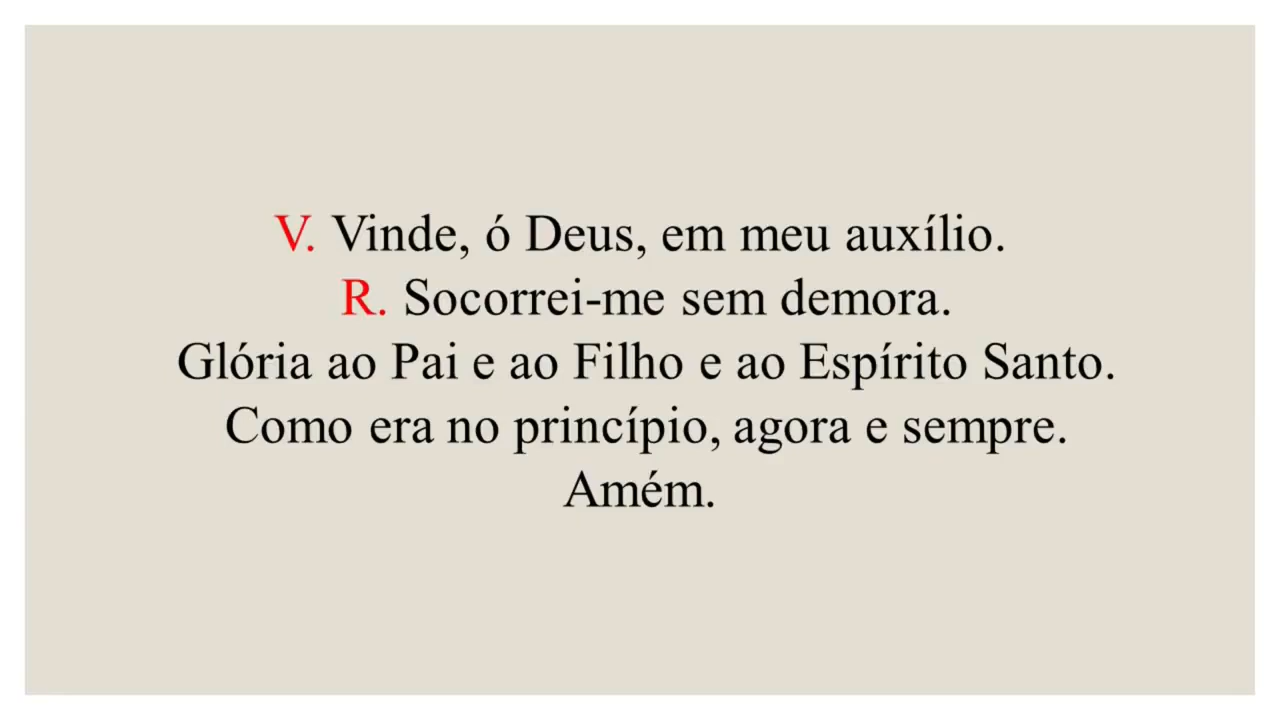 V. Vinde, ó Deus, em meu auxílio.
R. Socorrei-me sem demora.
Glória ao Pai e ao Filho e ao Espírito Santo.
Como era no princípio, agora e sempre.
Amém.